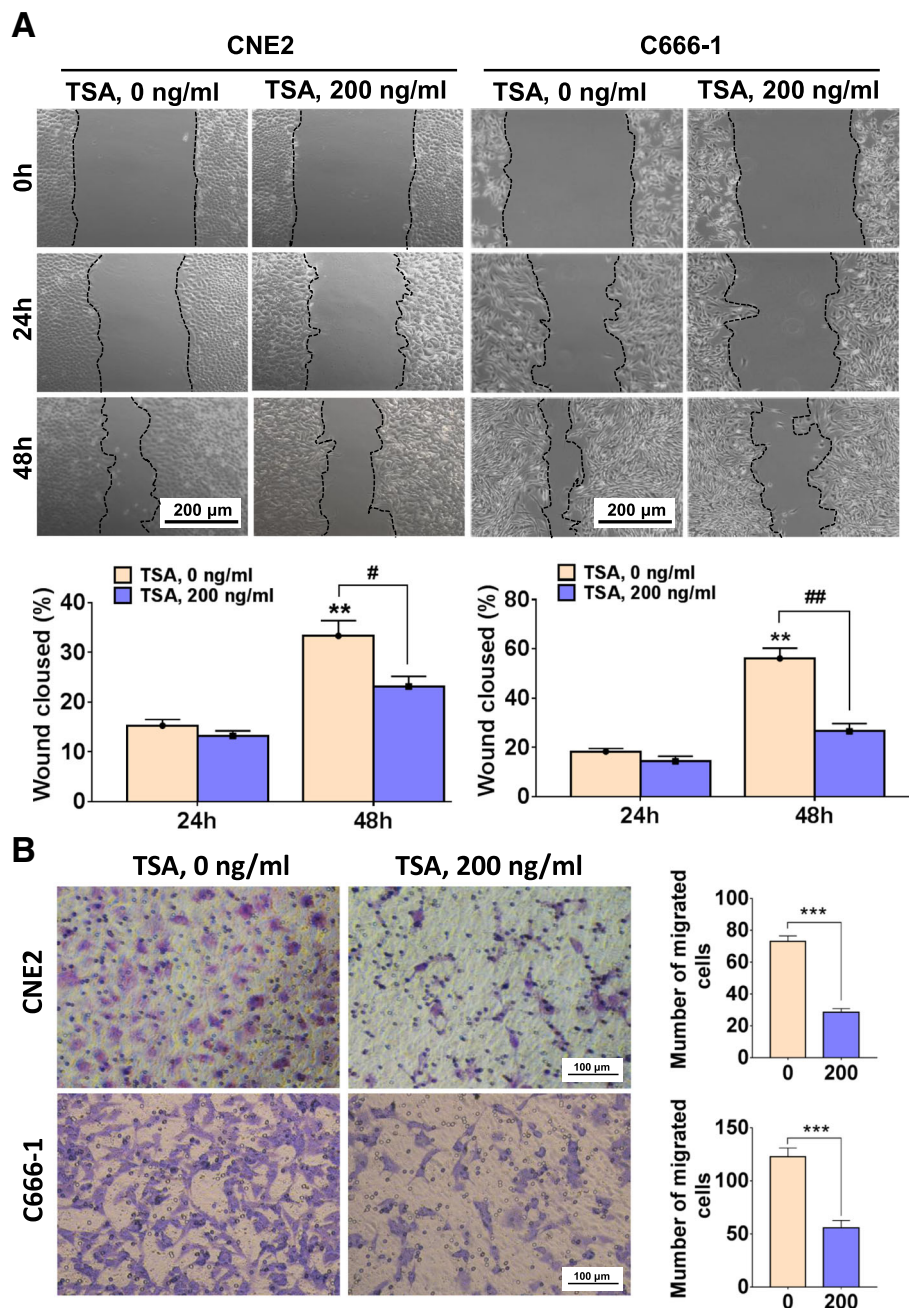 A
CNE2
C666-1
TSA, 0 ng/ml
TSA, 200 ng/ml
TSA, 0 ng/ml
TSA, 200 ng/ml
0h
24h
48h
200 µm
200 µm
TSA, 0 ng/ml
TSA, 200 ng/ml
#
**
Wound cloused (%)
40
30
20
10
0
24h
48h
TSA, 0 ng/ml
TSA, 200 ng/ml
##
**
Wound cloused (%)
80
60
40
20
0
24h
48h
B
TSA, 0 ng/ml
TSA, 200 ng/ml
CNE2
100 µm
Mumber of migrated
cells
100
80
60
40
20
0
***
0
200
C666-1
100 µm
Mumber of migrated
cells
150
100
50
0
***
0
200